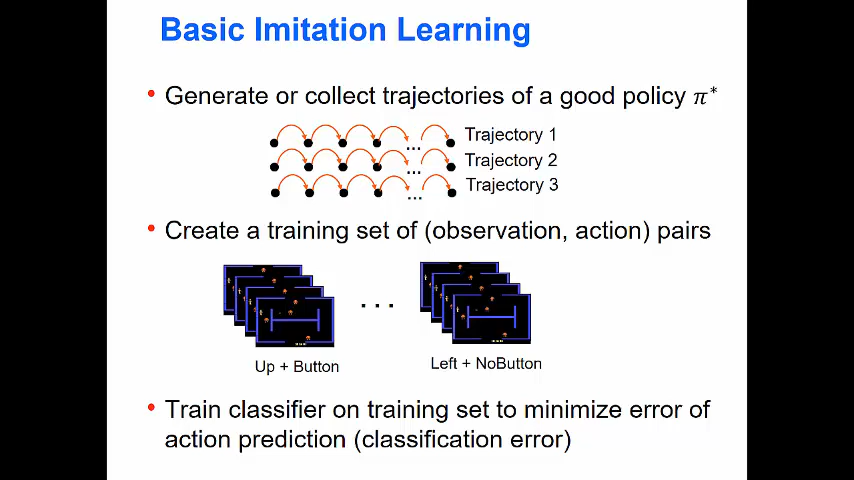 Basic Imitation Learning
• Generate or collect trajectories of a good policy π*
Trajectory 1
...
Trajectory 2
...
Trajectory 3
...
• Create a training set of (observation, action) pairs
...
Up + Button
Left + NoButton
• Train classifier on training set to minimize error of
action prediction (classification error)